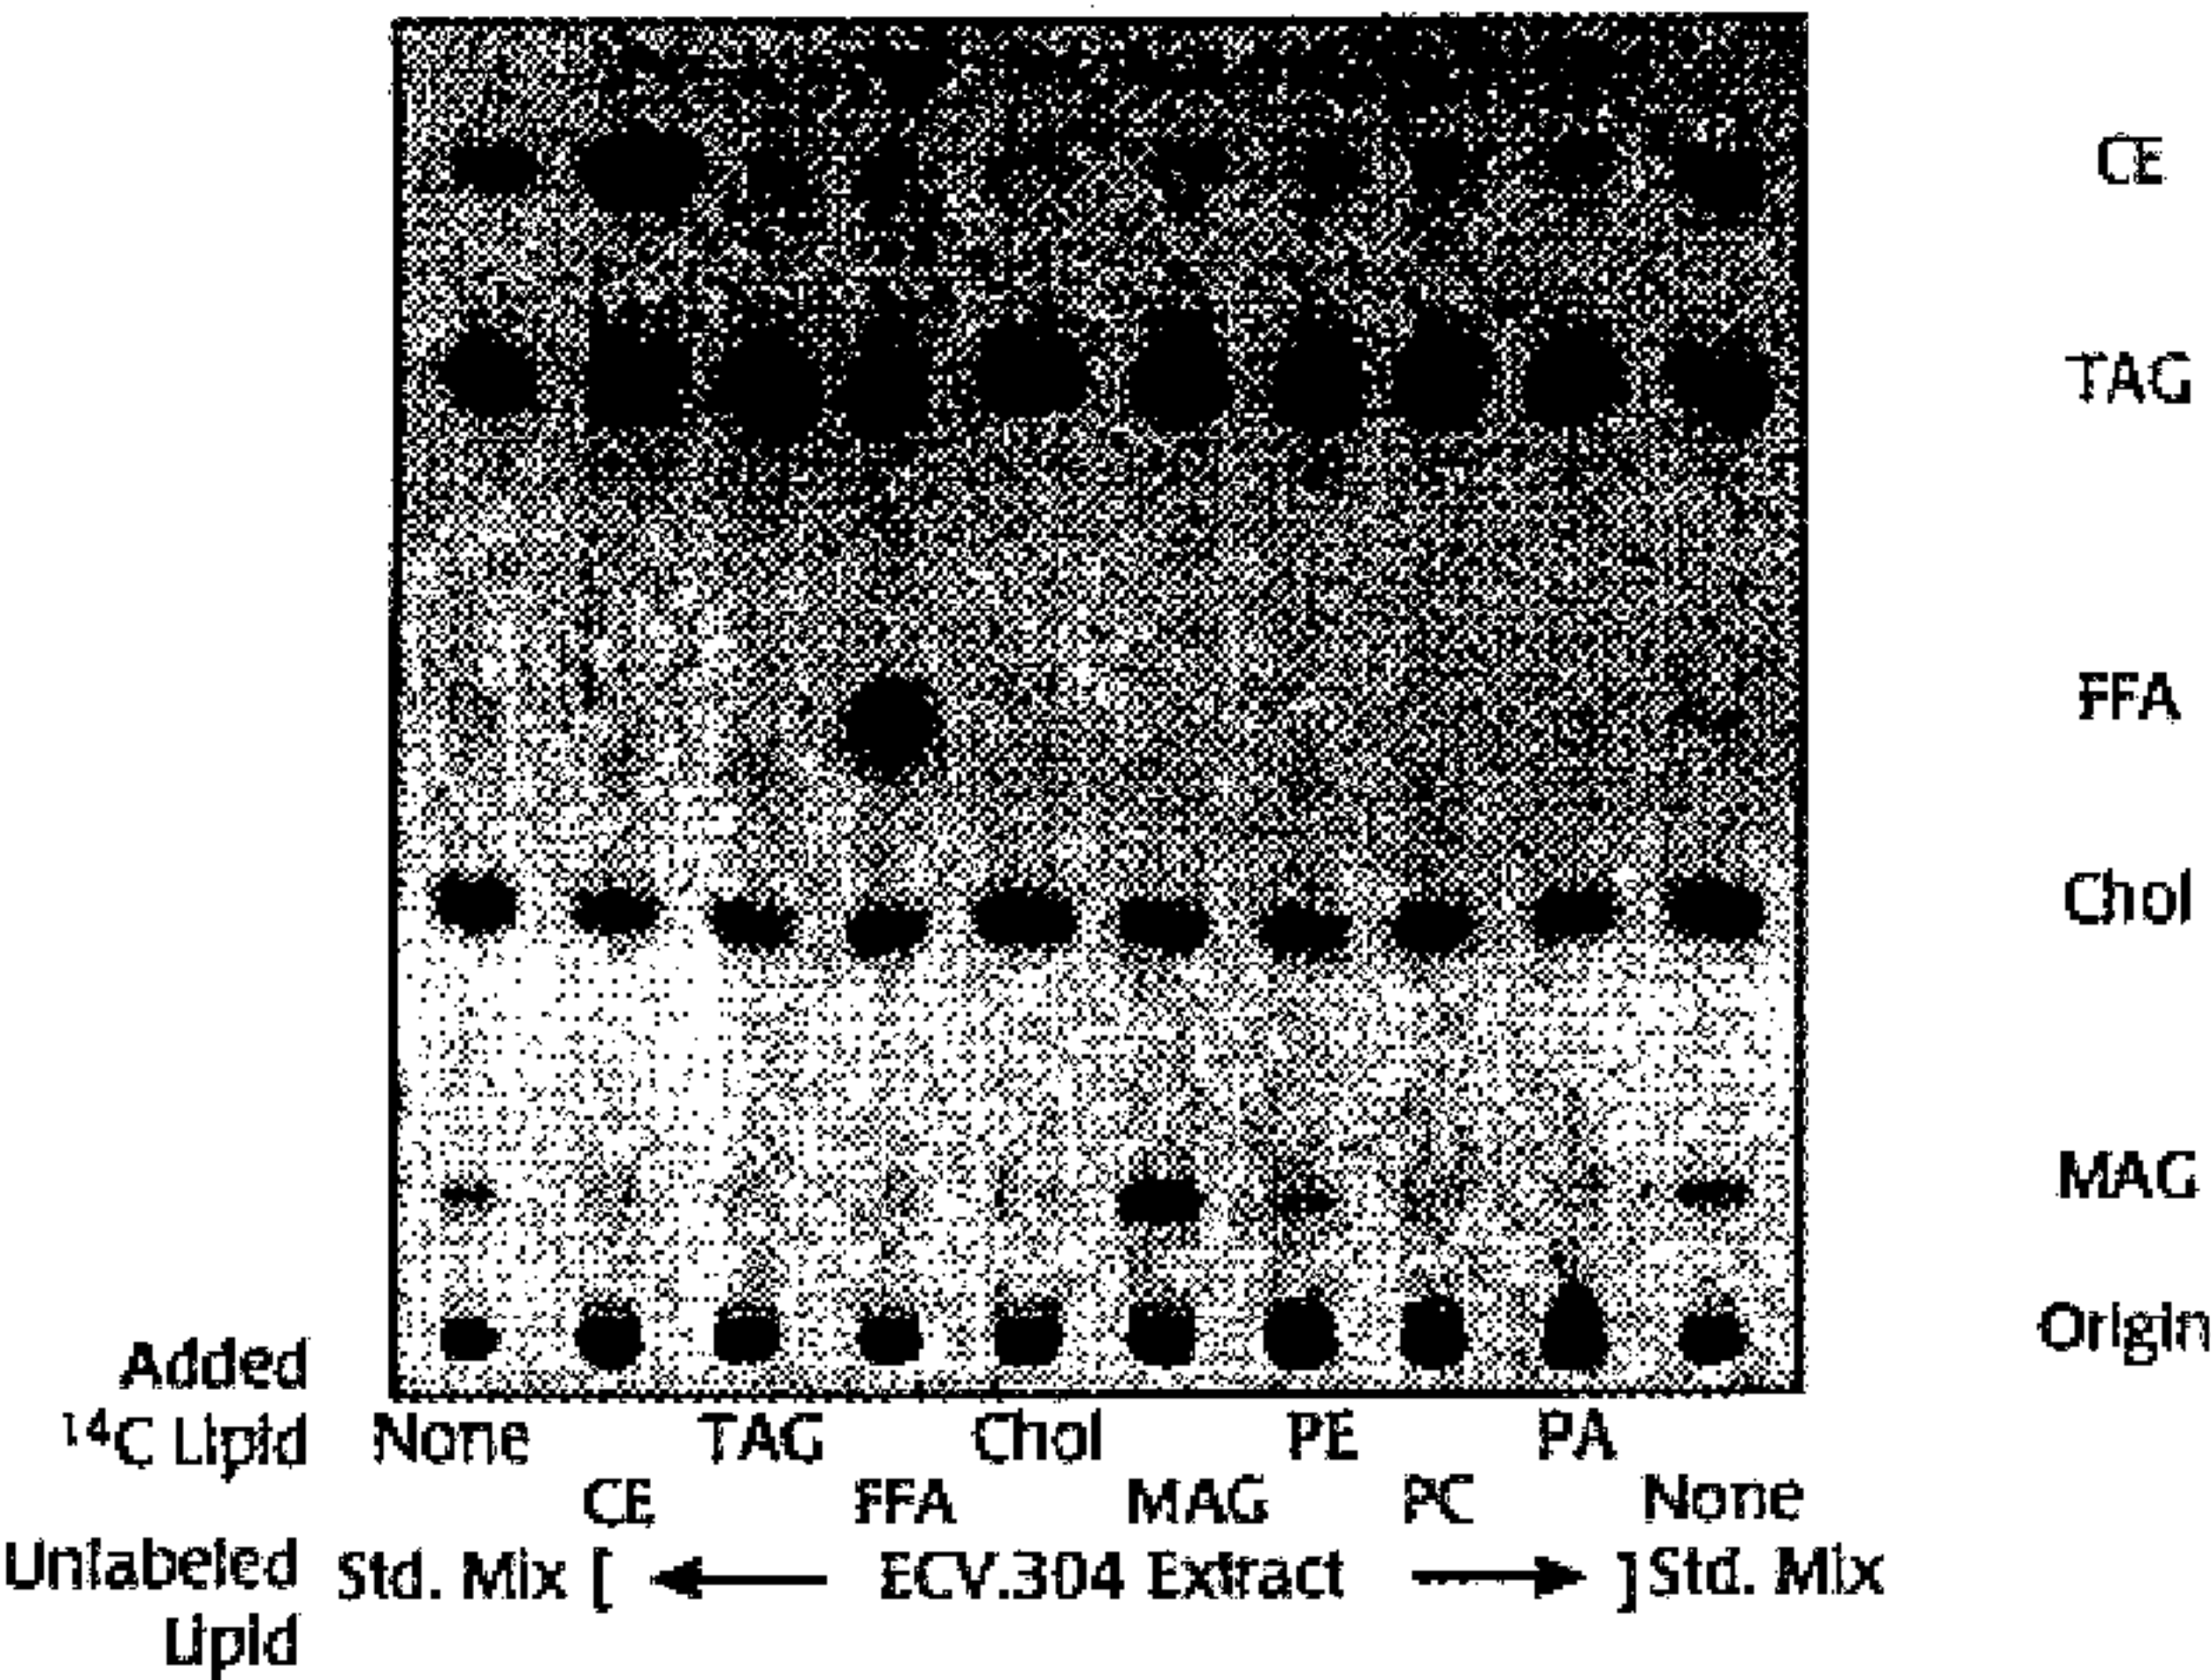 CE
TAG
FFA
Chol
MAG
Origin
Added
14C Lipid None TAG Chol PE PA
CE FFA MAG PC None
Unlabeled Std. Mix [ ← ECV.304 Extract → ] Std. Mix
Lipid